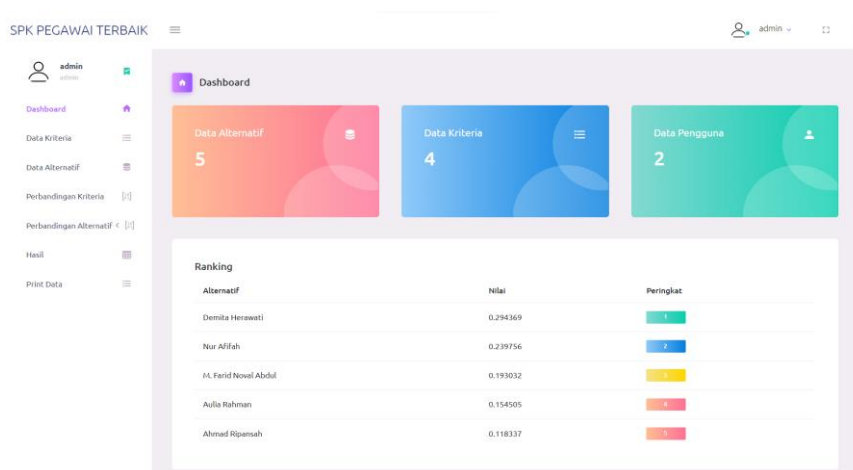 SPK PEGAWAI TERBAIK
admin
admin
admin
Dashboard
Data Kriteria
Data Alternatif
Perbandingan Kriteria
Perbandingan Alternatif <
Hasil
Print Data
Dashboard
Data Alternatif
5
Data Kriteria
4
Data Pengguna
2
Ranking
Alternatif Nilai Peringkat
Demita Herawati 0.294369 1
Nur Afifah 0.239756 2
M. Farid Noval Abdul 0.193032 3
Aulia Rahman 0.154505 4
Ahmad Ripansah 0.118337 5